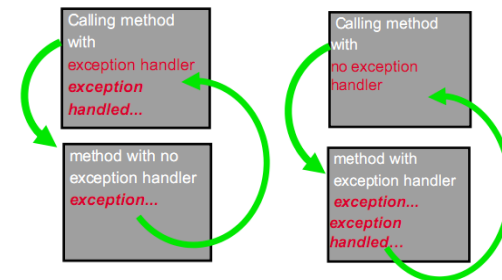 Calling method
with
exception handler
exception
handled...
method with no
exception handler
exception...
Calling method
with
no exception
handler
method with
exception handler
exception...
exception
handled...